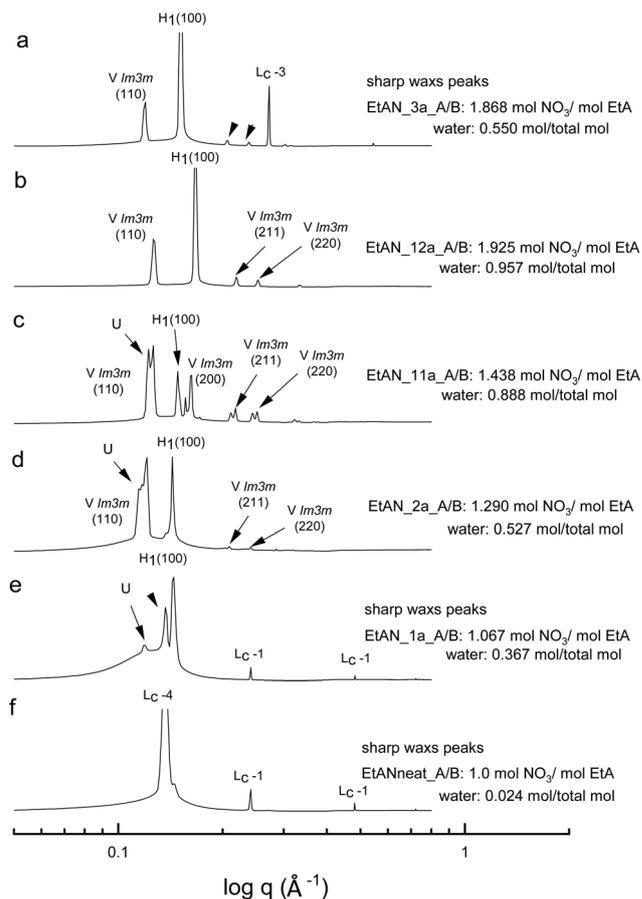 a
H1(100)
V Im3m
(110)
Lc -3
sharp waxs peaks
EtAN_3a_A/B: 1.868 mol NO3/ mol EtA
water: 0.550 mol/total mol
b
H1(100)
V Im3m
(110)
V Im3m
(211)
V Im3m
(220)
EtAN_12a_A/B: 1.925 mol NO3/ mol EtA
water: 0.957 mol/total mol
c
U
H1(100)
V Im3m
(110)
V Im3m
(200)
V Im3m
(211)
V Im3m
(220)
EtAN_11a_A/B: 1.438 mol NO3/ mol EtA
water: 0.888 mol/total mol
d
U
H1(100)
V Im3m
(110)
V Im3m
(211)
V Im3m
(220)
EtAN_2a_A/B: 1.290 mol NO3/ mol EtA
water: 0.527 mol/total mol
e
U
H1(100)
Lc -1
Lc -1
sharp waxs peaks
EtAN_1a_A/B: 1.067 mol NO3/ mol EtA
water: 0.367 mol/total mol
f
Lc -4
Lc -1
Lc -1
sharp waxs peaks
EtANneat_A/B: 1.0 mol NO3/ mol EtA
water: 0.024 mol/total mol
0.1
1
log q (Å-1)